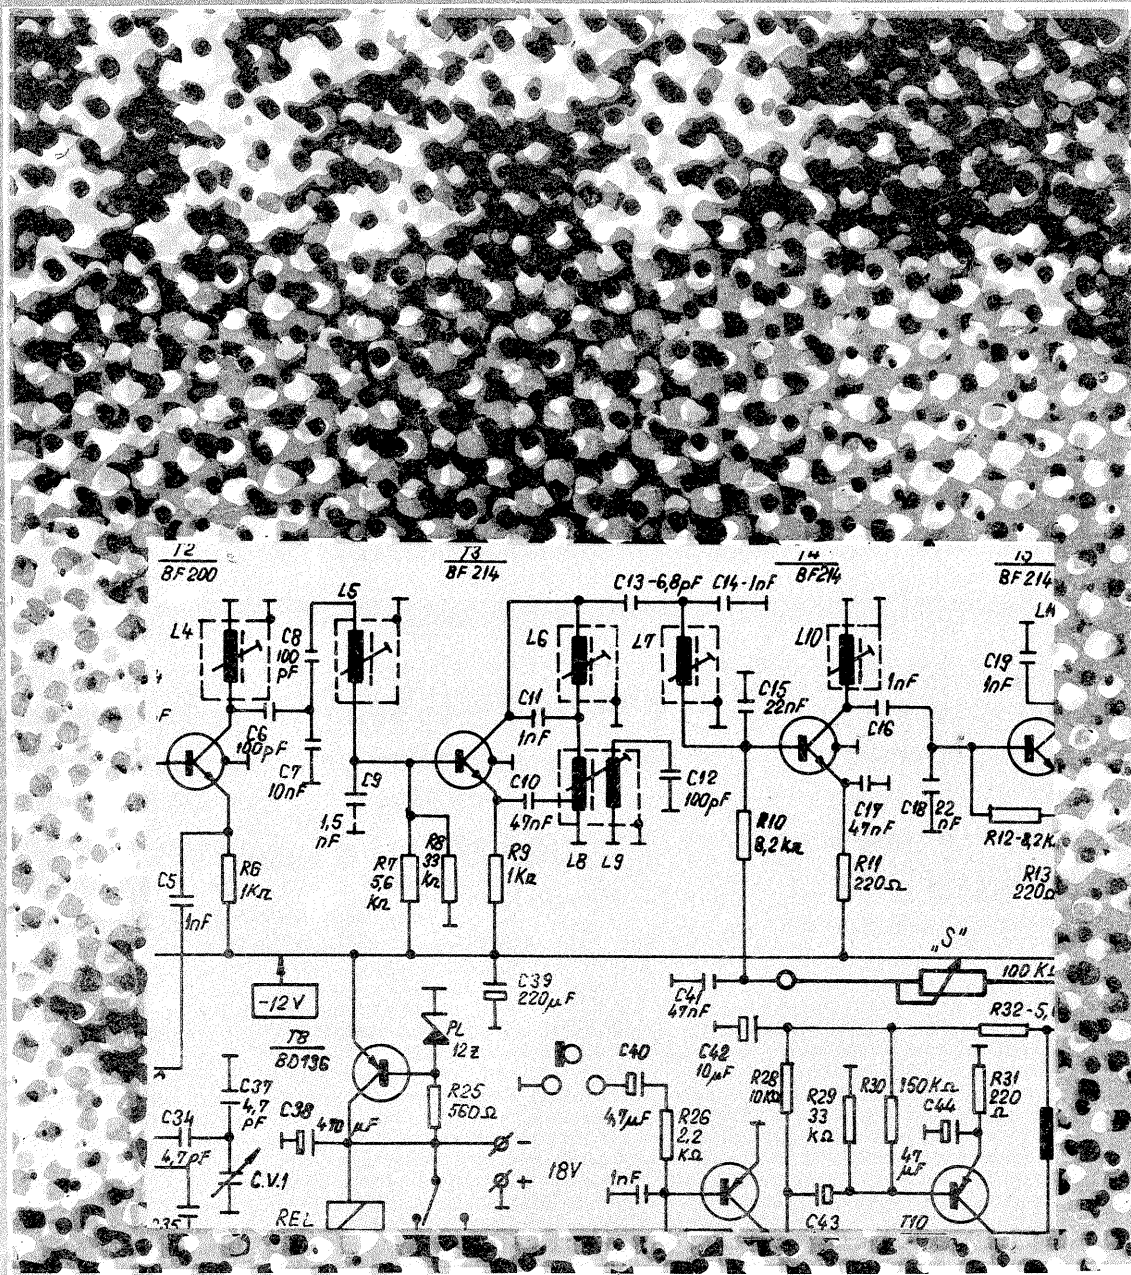 T2
BF200
T3
BF214
T4
BF214
BF214
C13-6,8pF
C14-1nF
L4
C8
100
pF
L5
L6
L7
L10
C19
1nF
1nF
C16
C15
22nF
C11
1nF
C6
100pF
C7
10nF
C9
1,5
nF
C10
47nF
C12
100pF
C17
47nF
C18
22
nF
R12-8,2K
L8
L9
R10
8,2kΩ
R6
1KΩ
C5
1nF
R7
5,6
KΩ
R8
33
KΩ
R9
1KΩ
R11
220Ω
R13
220Ω
"S"
-12V
C39
220µF
C41
47nF
100KΩ
R32-5,
T8
BD136
PL
12z
C40
4,7µF
C42
10µF
R28
10KΩ
R29
33
KΩ
R30
150KΩ
C44
R31
220
Ω
C37
4,7
pF
C38
470µF
R25
560Ω
R26
2,2
KΩ
47
µF
C34
4,7pF
C.V.1
- 
+
18V
1nF
REL
C35
C43
T10